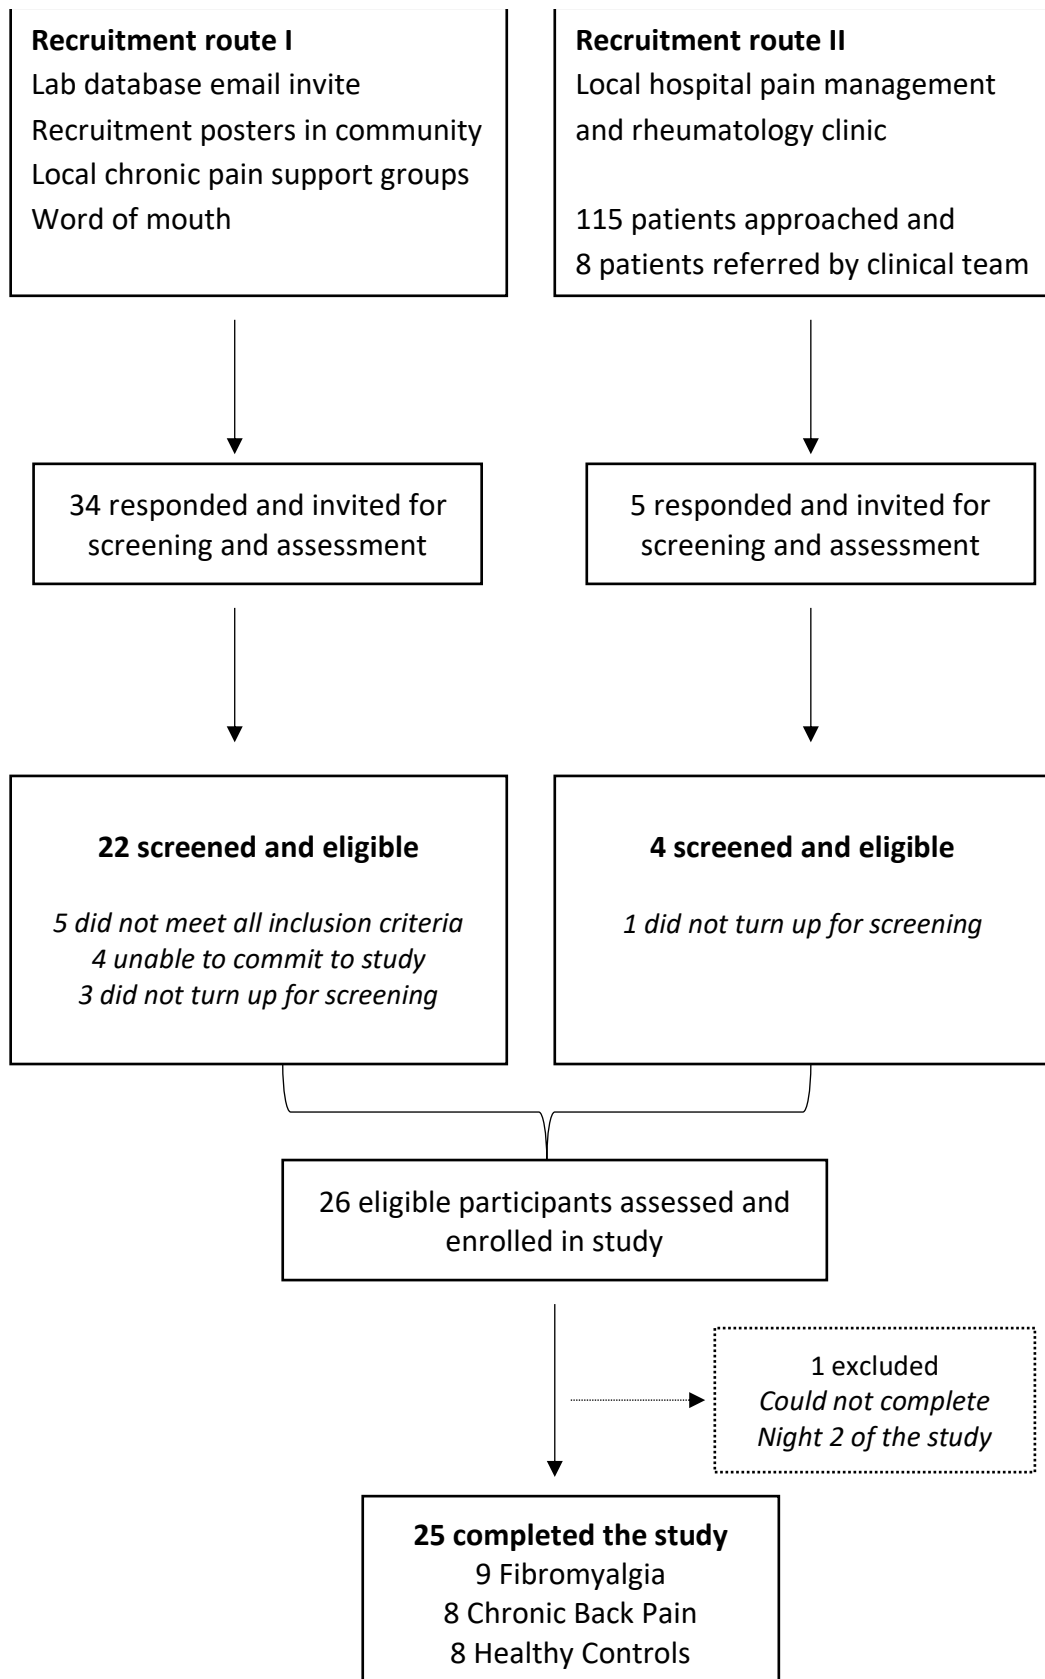 Recruitment route I
Lab database email invite
Recruitment posters in community
Local chronic pain support groups
Word of mouth
Recruitment route II
Local hospital pain management
and rheumatology clinic
115 patients approached and
8 patients referred by clinical team
34 responded and invited for
screening and assessment
5 responded and invited for
screening and assessment
22 screened and eligible
5 did not meet all inclusion criteria
4 unable to commit to study
3 did not turn up for screening
4 screened and eligible
1 did not turn up for screening
26 eligible participants assessed and
enrolled in study
1 excluded
Could not complete
Night 2 of the study
25 completed the study
9 Fibromyalgia
8 Chronic Back Pain
8 Healthy Controls